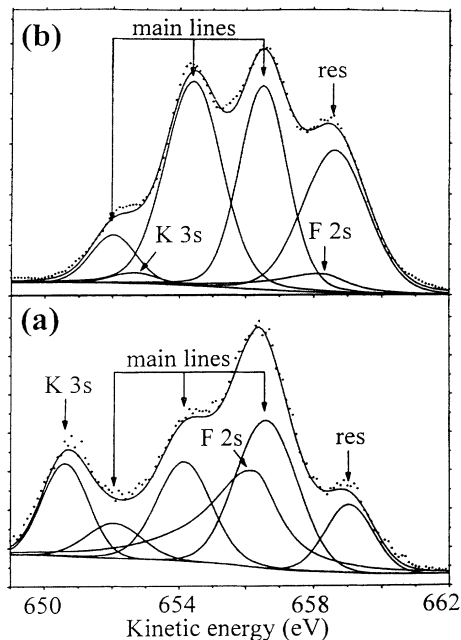 (b)
main lines
res
K 3s
F 2s
(a)
K 3s
main lines
F 2s
res
650 654 658 662
Kinetic energy (eV)